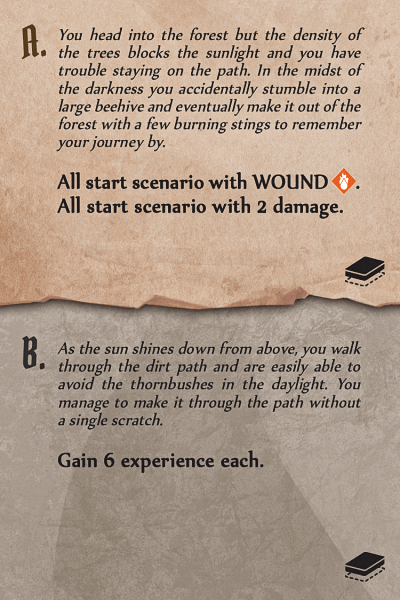 A.
You head into the forest but the density of
the trees blocks the sunlight and you have
trouble staying on the path. In the midst of
the darkness you accidentally stumble into a
large beehive and eventually make it out of the
forest with a few burning stings to remember
your journey by.
All start scenario with WOUND.
All start scenario with 2 damage.
B.
As the sun shines down from above, you walk
through the dirt path and are easily able to
avoid the thornbushes in the daylight. You
manage to make it through the path without
a single scratch.
Gain 6 experience each.